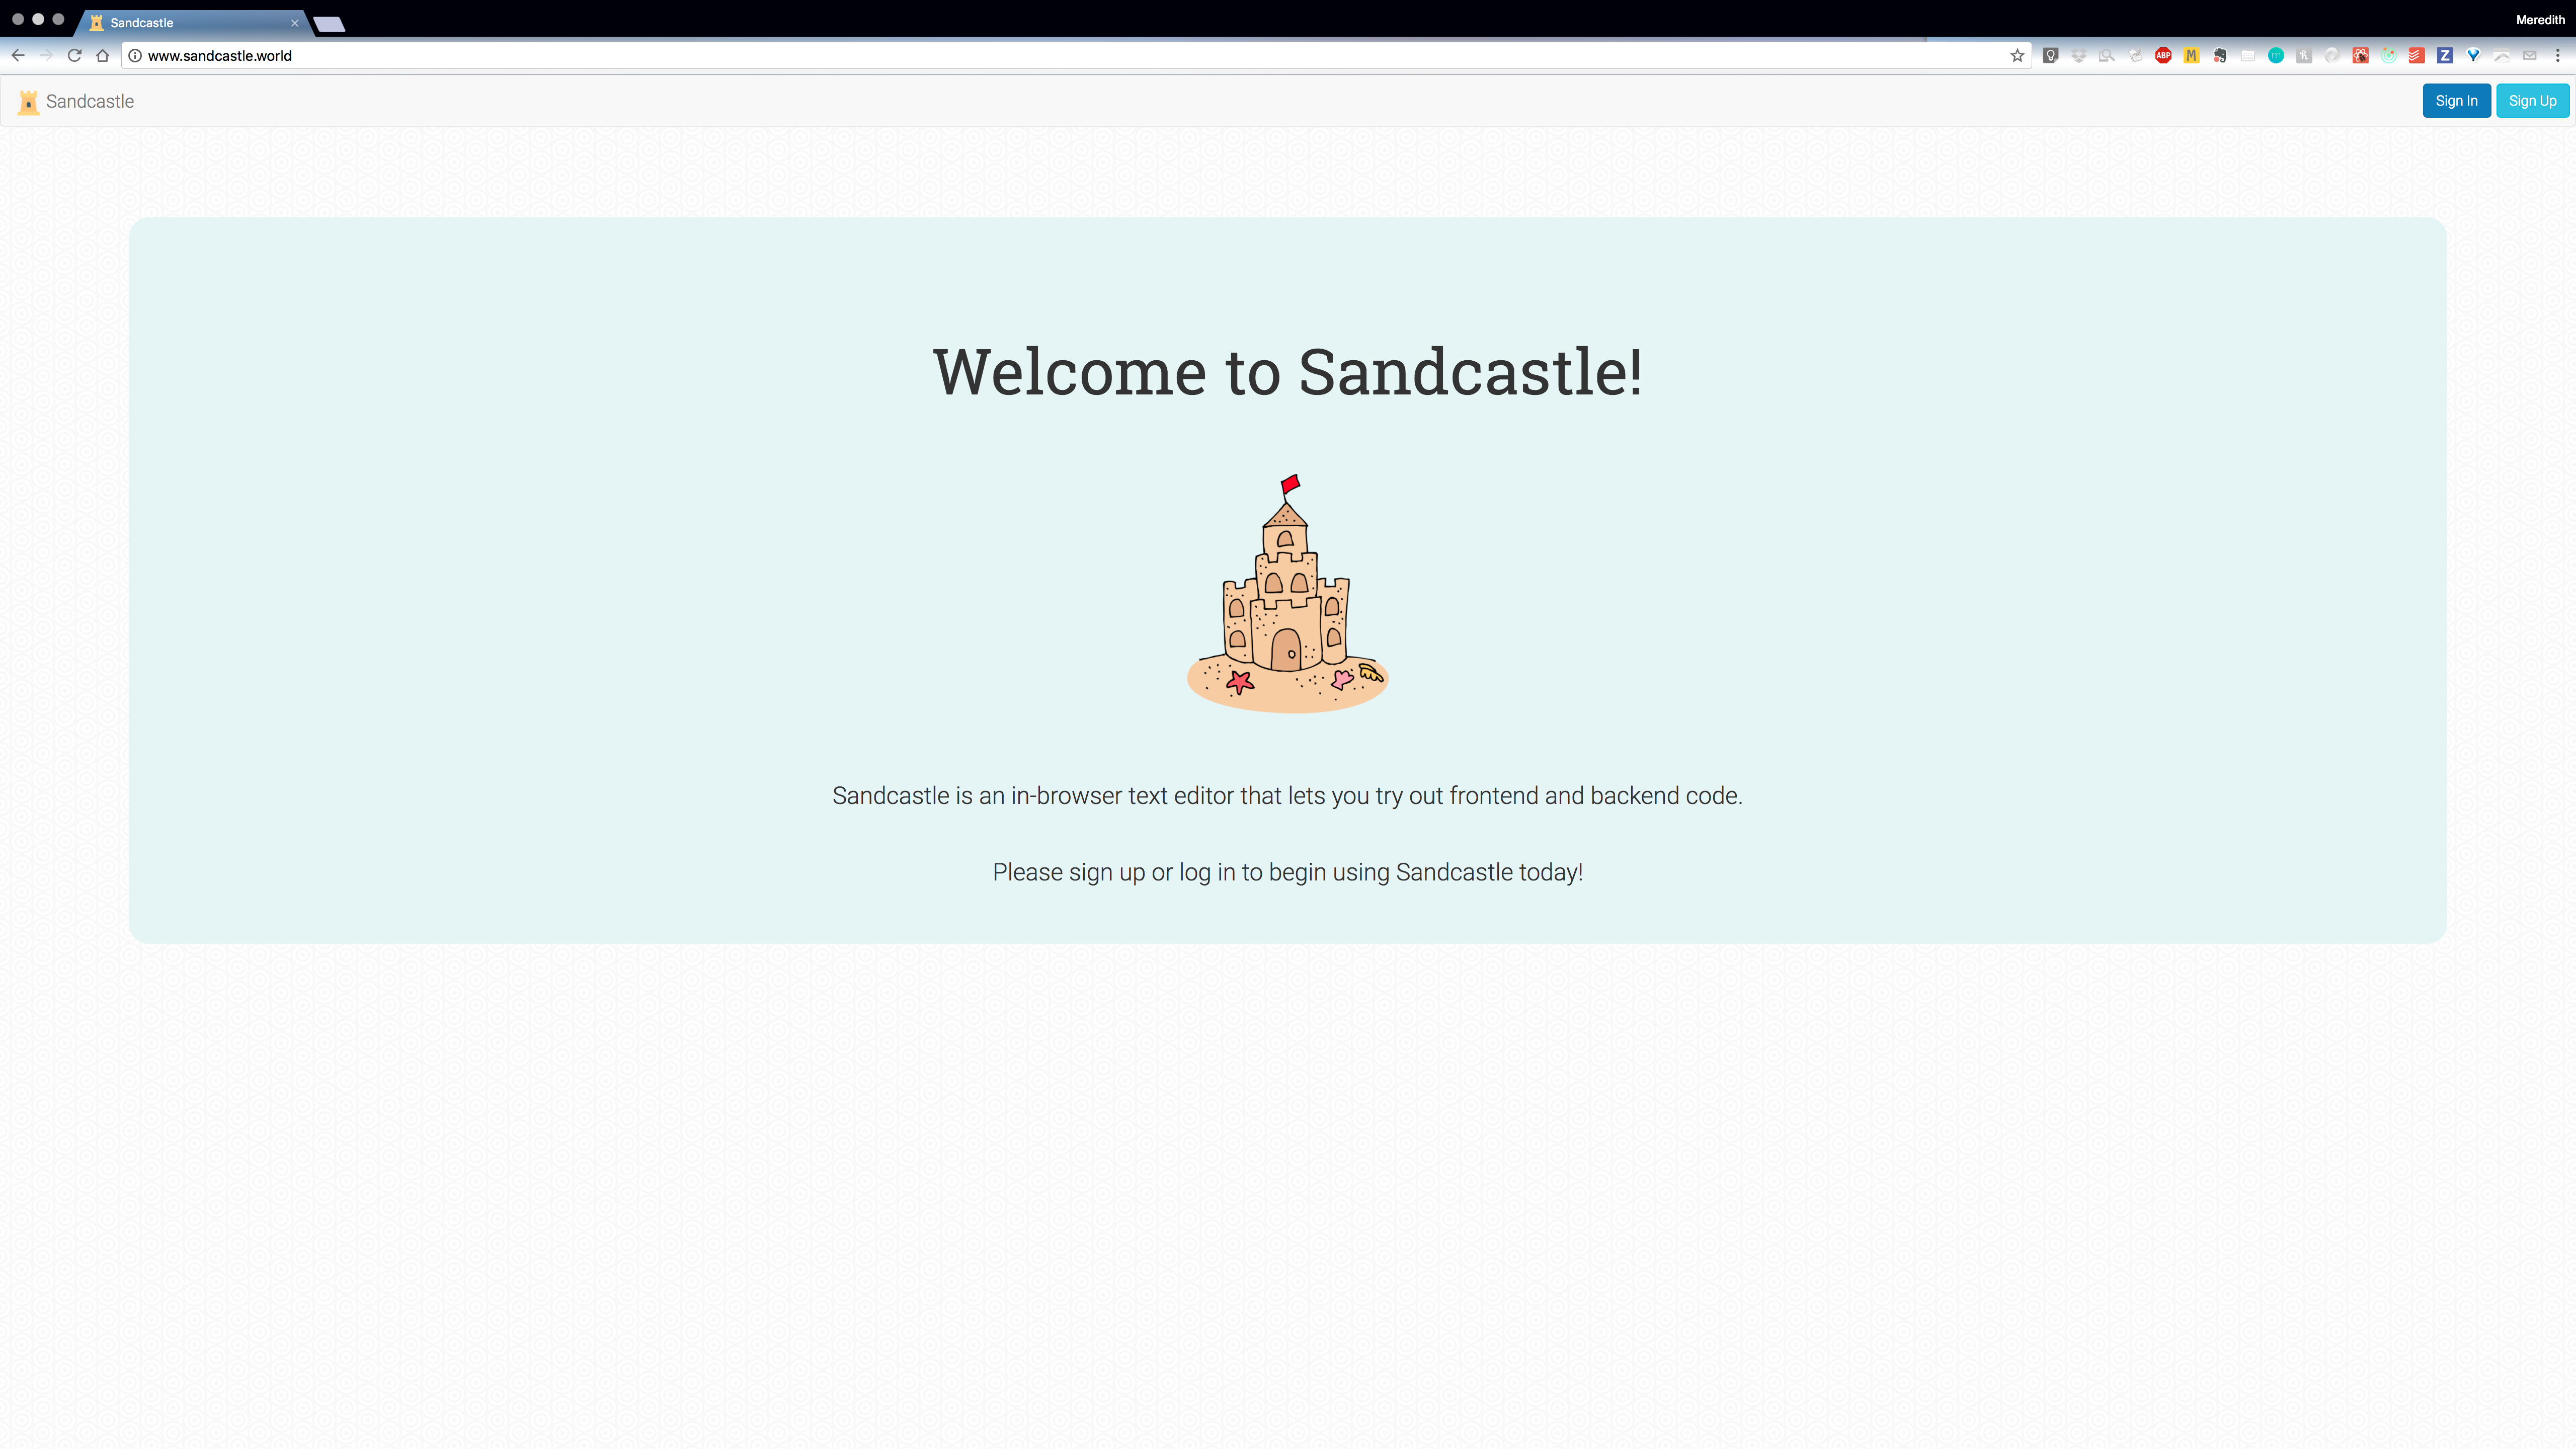 Sandcastle
Meredith
www.sandcastle.world
ABP
M
m
Z
Sandcastle
Sign In
Sign Up
Welcome to Sandcastle!
Sandcastle is an in-browser text editor that lets you try out frontend and backend code.
Please sign up or log in to begin using Sandcastle today!